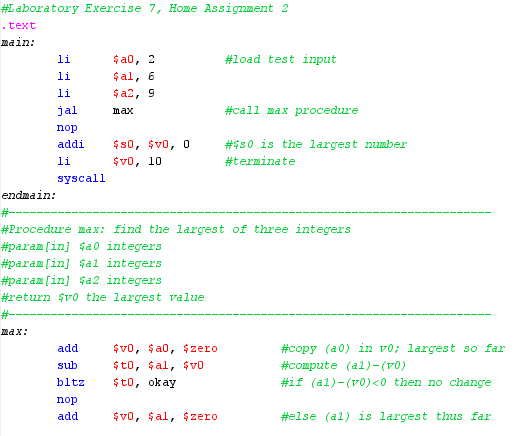 #Laboratory Exercise 7, Home Assignment 2
.text
main:
li $a0, 2 #load test input
li $a1, 6
li $a2, 9
jal max #call max procedure
nop
addi $s0, $v0, 0 #$s0 is the largest number
li $v0, 10 #terminate
syscall
endmain:
#---------------------------------------------------------------------
#Procedure max: find the largest of three integers
#param[in] $a0 integers
#param[in] $a1 integers
#param[in] $a2 integers
#return $v0 the largest value
#---------------------------------------------------------------------
max:
add $v0, $a0, $zero #copy (a0) in v0; largest so far
sub $t0, $a1, $v0 #compute (a1)-(v0)
bltz $t0, okay #if (a1)-(v0)<0 then no change
nop
add $v0, $a1, $zero #else (a1) is largest thus far